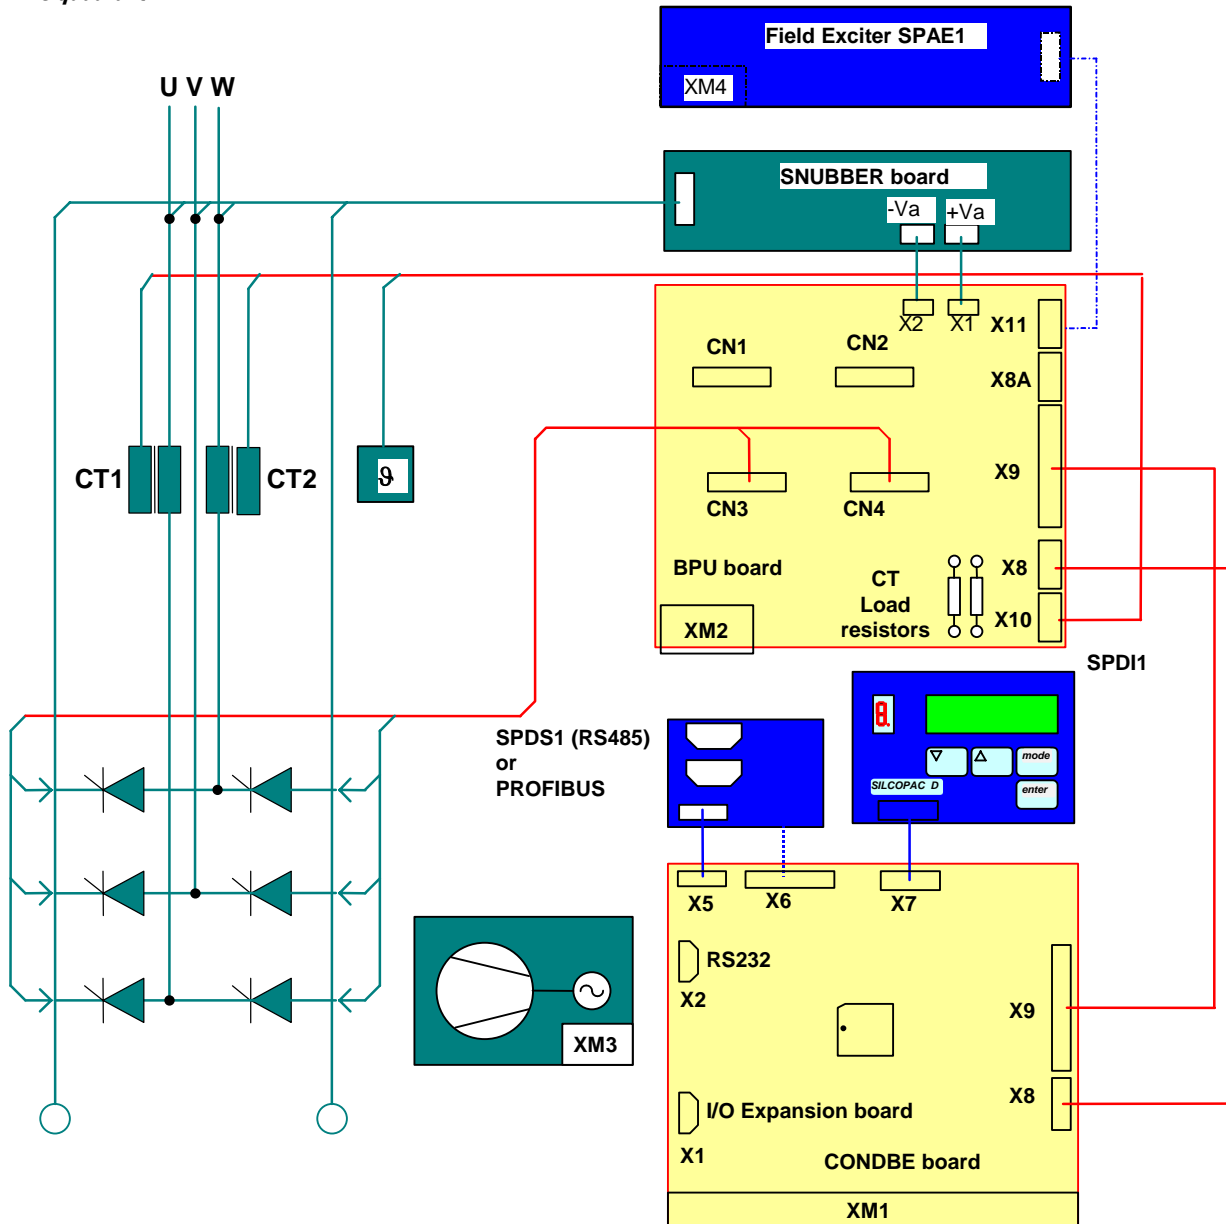 Field Exciter SPAE1
XM4
U V W
SNUBBER board
-Va
+Va
X2
X1
X11
CN1
CN2
X8A
CT1
CT2
ϑ
X9
CN3
CN4
BPU board
CT
Load
resistors
X8
X10
XM2
SPDI1
SPDS1 (RS485)
or
PROFIBUS
8.
mode
enter
SILCOPAC D
X5
X6
X7
RS232
X2
X9
XM3
X8
I/O Expansion board
X1
CONDBE board
XM1